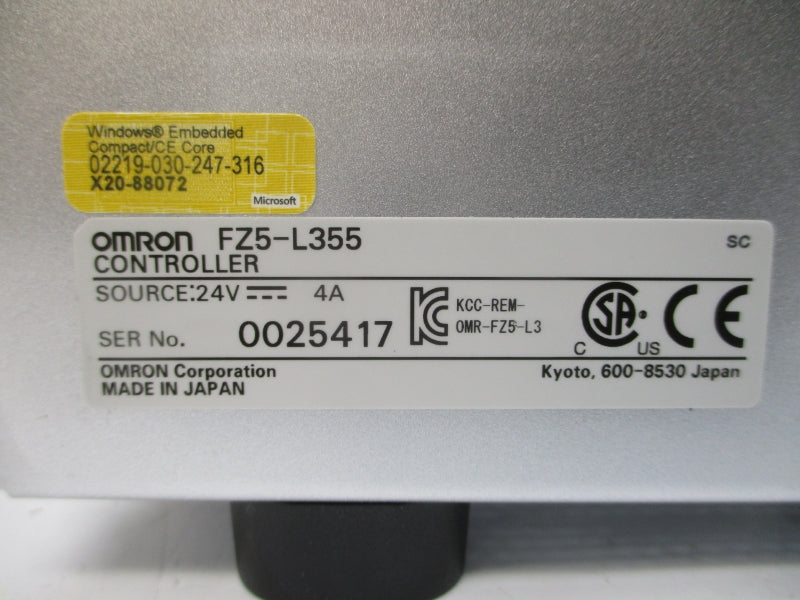 Windows® Embedded
Compact/CE Core
02219-030-247-316
X20-88072
Microsoft
OMRON FZ5-L355
SC
CONTROLLER
SOURCE:24V ⎓ 4A
KCC-REM-
OMR-FZ5-L3
SER No. 0025417
SA
C US
CE
OMRON Corporation
Kyoto, 600-8530 Japan
MADE IN JAPAN